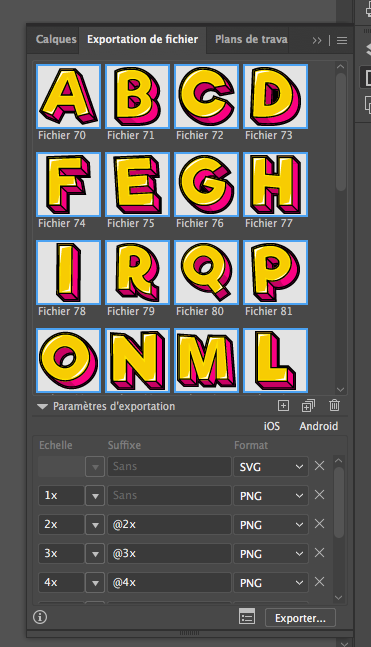 Calques Exportation de fichier Plans de trava
A B C D
Fichier 70 Fichier 71 Fichier 72 Fichier 73
F E G H
Fichier 74 Fichier 75 Fichier 76 Fichier 77
I R Q P
Fichier 78 Fichier 79 Fichier 80 Fichier 81
O N M L
Paramètres d'exportation
iOS Android
Echelle Suffixe Format
Sans SVG
1x Sans PNG
2x @2x PNG
3x @3x PNG
4x @4x PNG
Exporter...